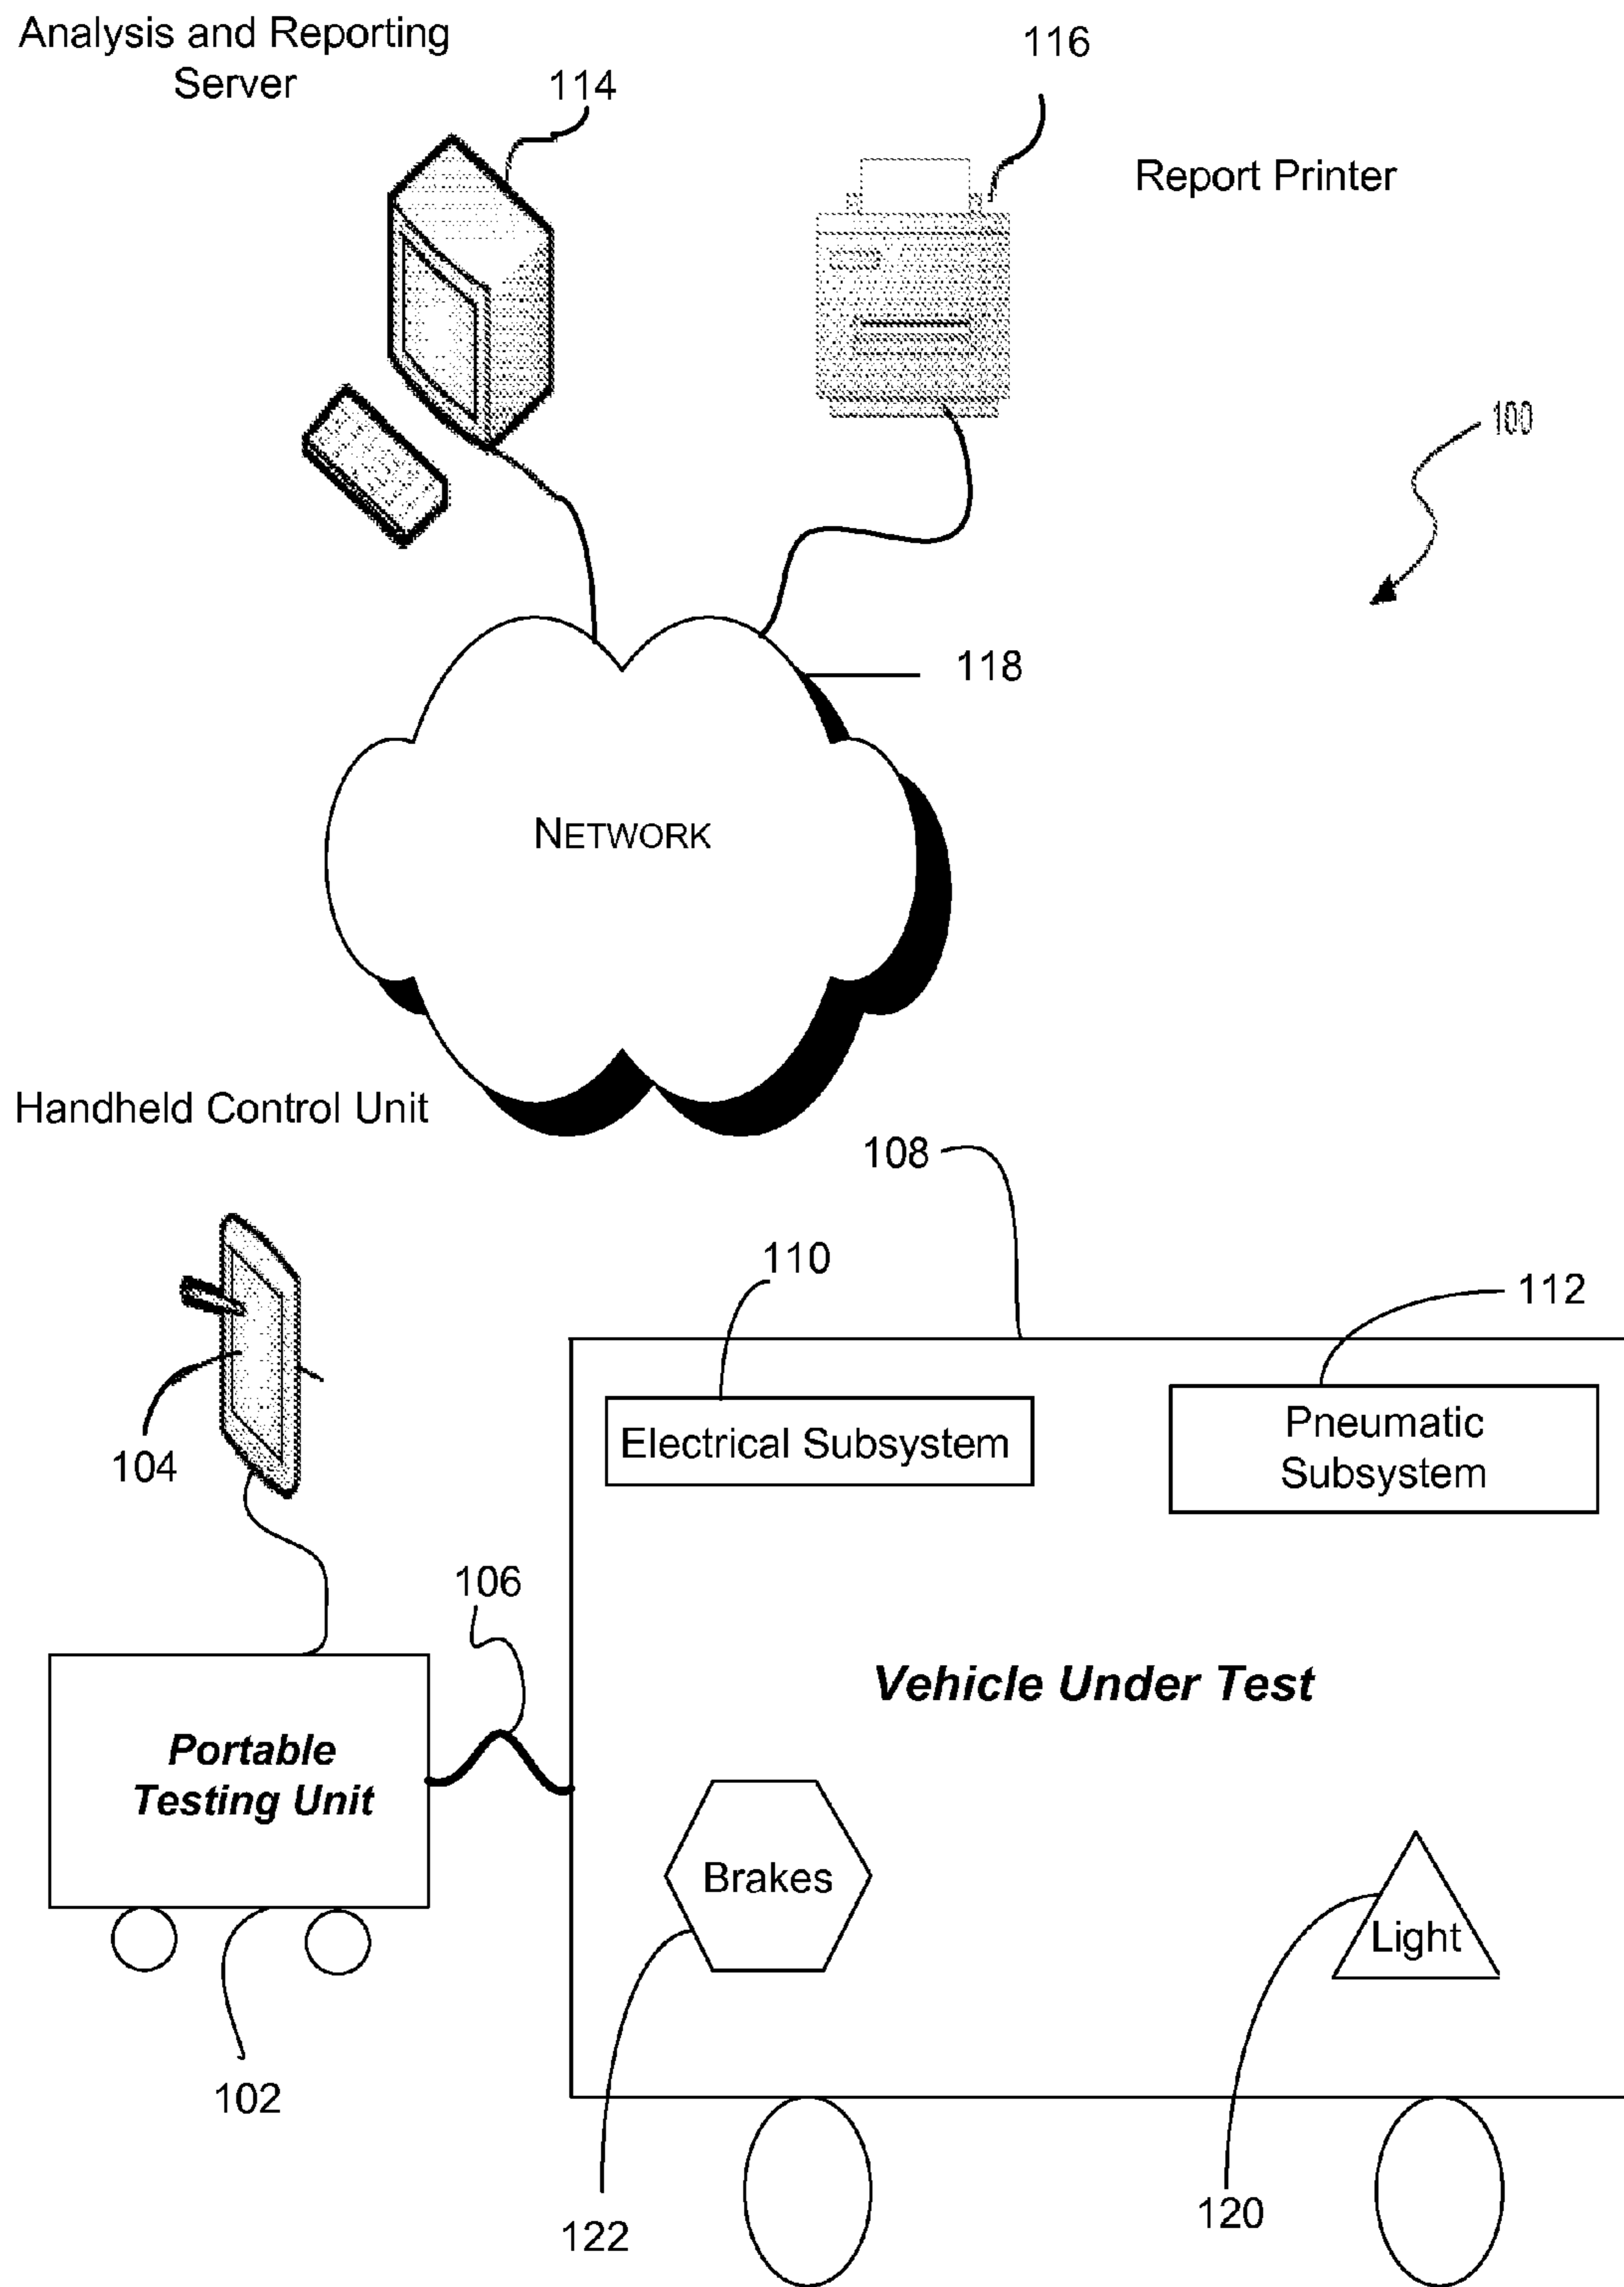 Analysis and Reporting
Server
114
116
Report Printer
100
118
NETWORK
Handheld Control Unit
108
110
112
Electrical Subsystem
Pneumatic
Subsystem
104
106
Vehicle Under Test
Portable
Testing Unit
Brakes
Light
102
122
120